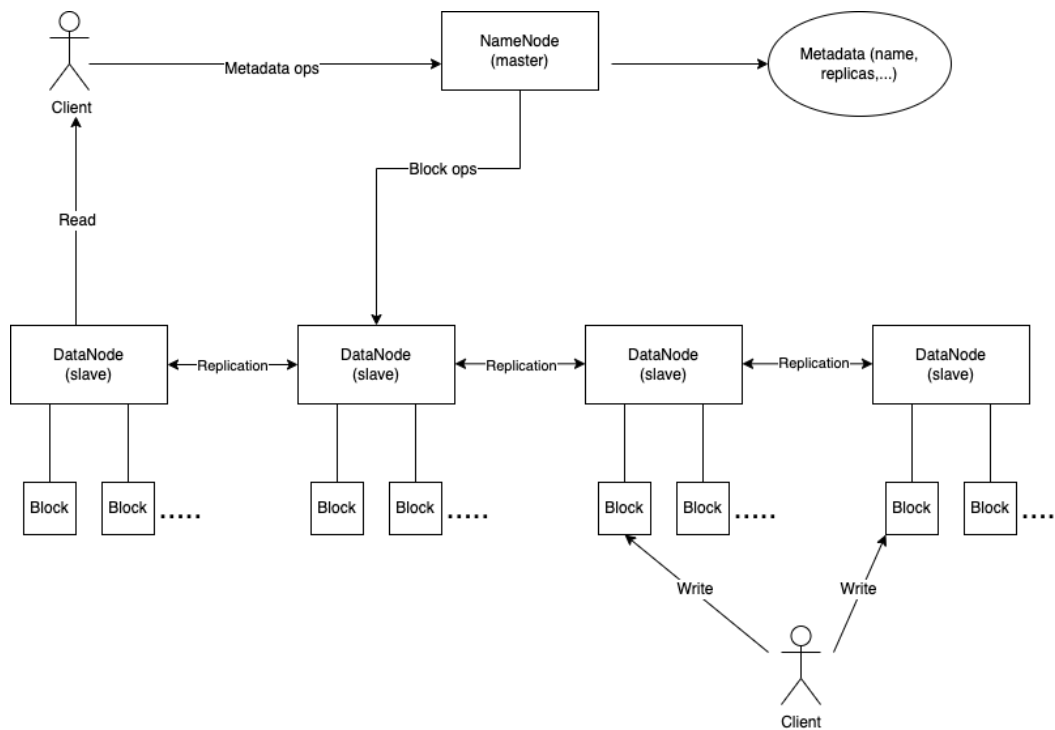 NameNode
(master)
Metadata (name,
replicas,...)
Metadata ops
Client
Block ops
Read
DataNode
(slave)
Replication
DataNode
(slave)
Replication
DataNode
(slave)
Replication
DataNode
(slave)
Block
Block
.....
Block
Block
.....
Block
Block
.....
Block
Block
....
Write
Write
Client